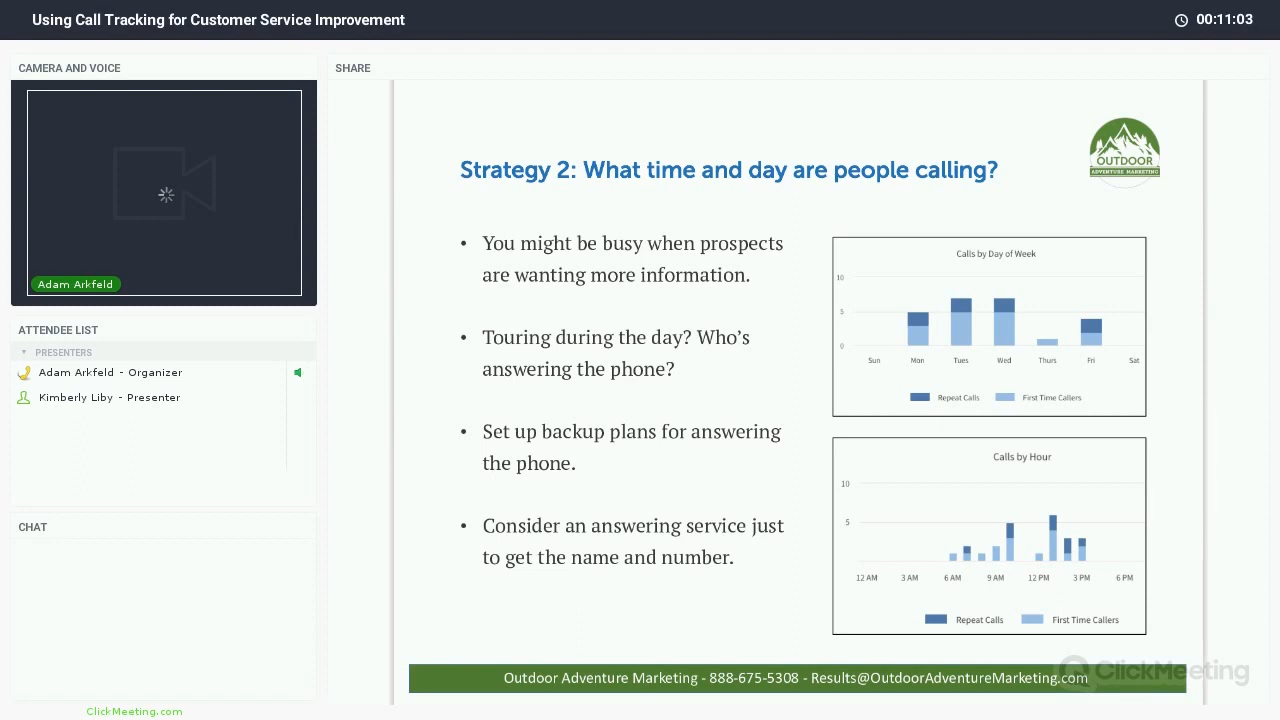 Using Call Tracking for Customer Service Improvement
00:11:03
CAMERA AND VOICE
Adam Arkfeld
ATTENDEE LIST
PRESENTERS
Adam Arkfeld - Organizer
Kimberly Liby - Presenter
CHAT
ClickMeeting.com
SHARE
OUTDOOR
ADVENTURE MARKETING
Strategy 2: What time and day are people calling?
• You might be busy when prospects
are wanting more information.
• Touring during the day? Who’s
answering the phone?
• Set up backup plans for answering
the phone.
• Consider an answering service just
to get the name and number.
Calls by Day of Week
10
5
0
Sun Mon Tues Wed Thurs Fri Sat
Repeat Calls First Time Callers
Calls by Hour
10
5
12 AM 3 AM 6 AM 9 AM 12 PM 3 PM 6 PM
Repeat Calls First Time Callers
Outdoor Adventure Marketing - 888-675-5308 - Results@OutdoorAdventureMarketing.com
ClickMeeting